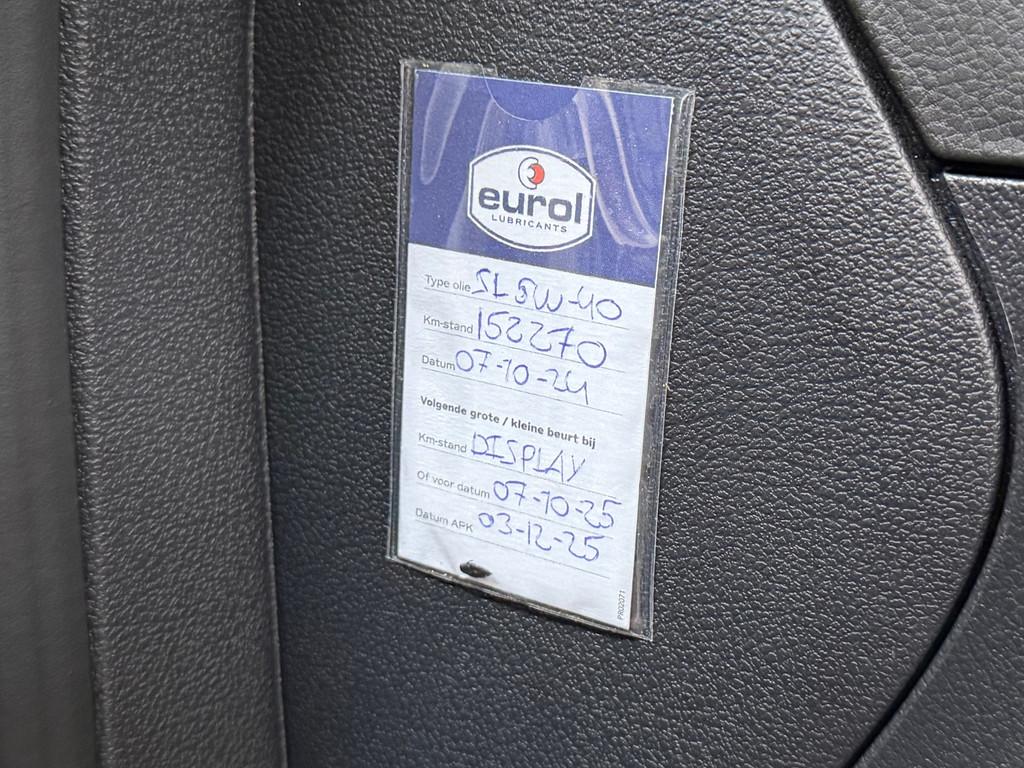 eurol
LUBRICANTS
Type olie SL 5W-40
Km-stand 152270
Datum 07-10-24
Volgende grote / kleine beurt bij
Km-stand DISPLAY
Of voor datum 07-10-25
Datum APK 03-12-25
PR02071